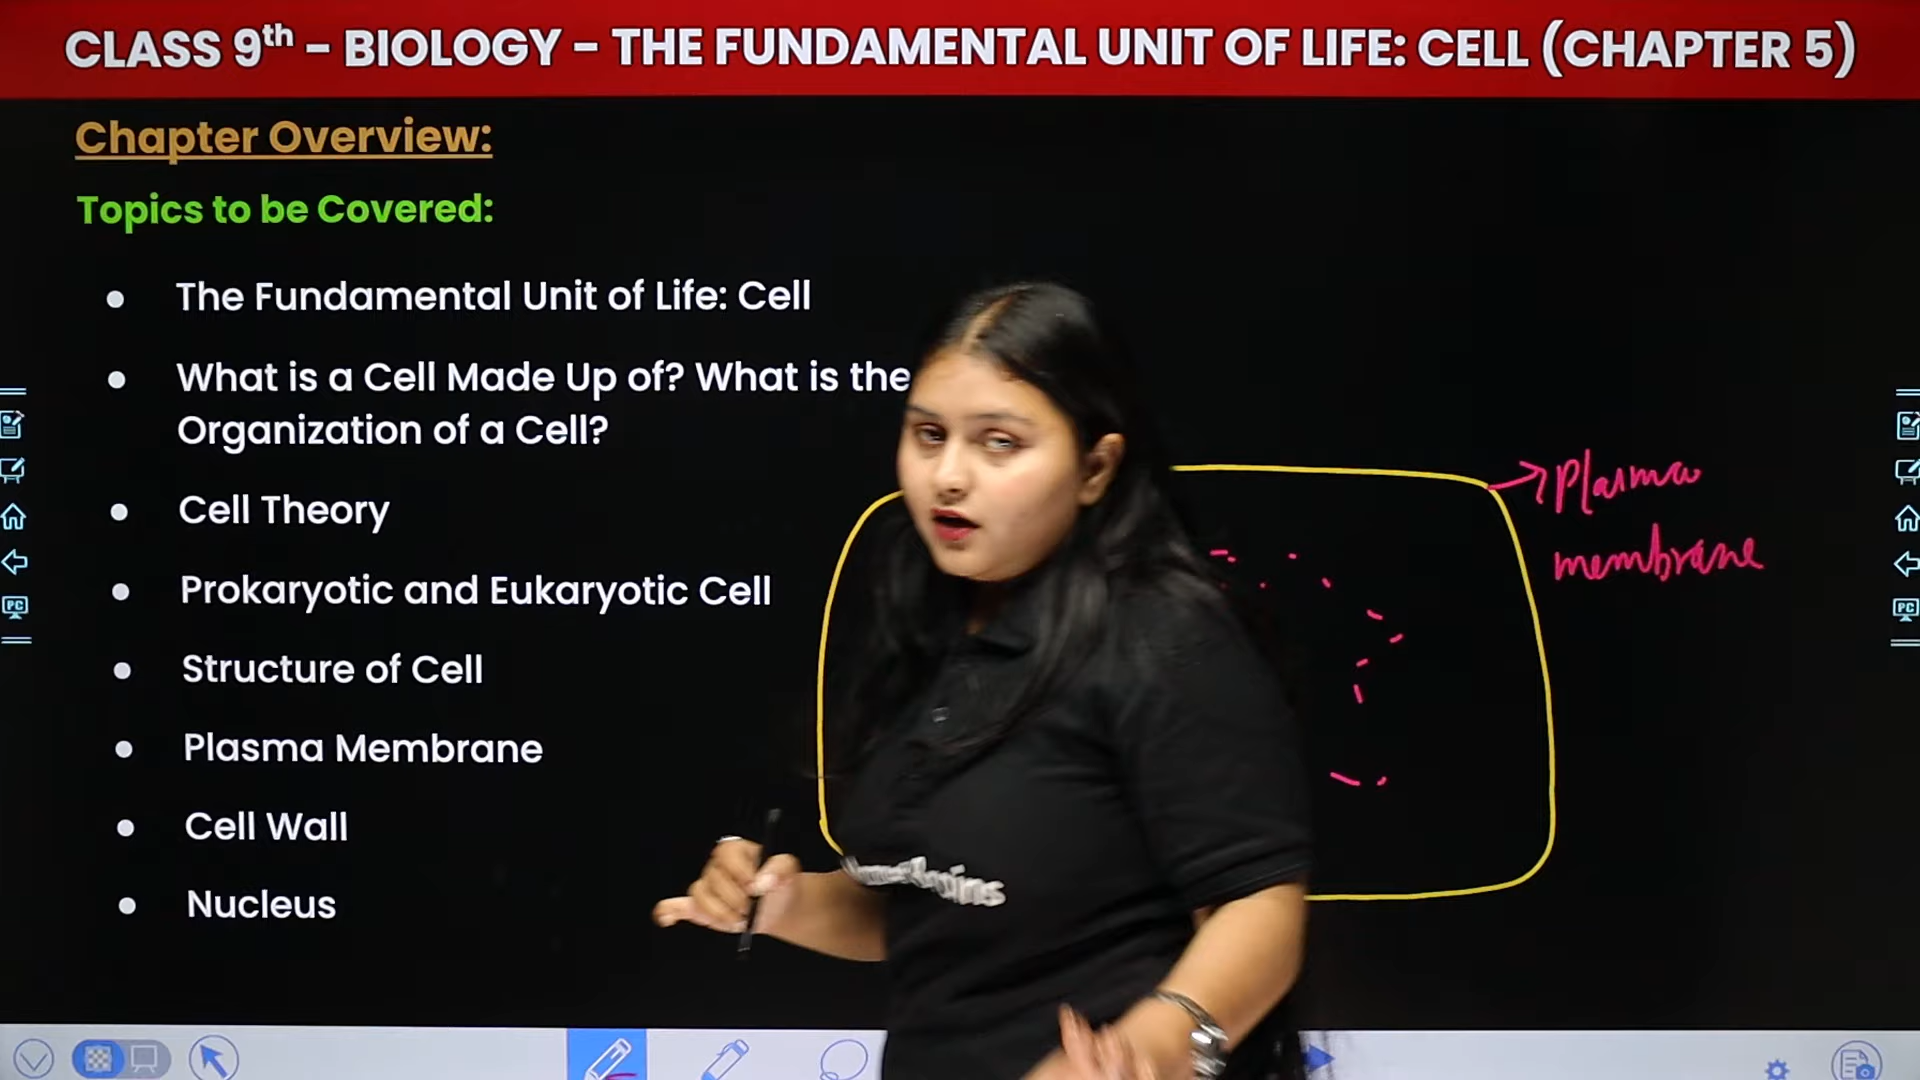 CLASS 9th - BIOLOGY - THE FUNDAMENTAL UNIT OF LIFE: CELL (CHAPTER 5)
Chapter Overview:
Topics to be Covered:
● The Fundamental Unit of Life: Cell
● What is a Cell Made Up of? What is the
Organization of a Cell?
● Cell Theory
● Prokaryotic and Eukaryotic Cell
● Structure of Cell
● Plasma Membrane
● Cell Wall
● Nucleus
Plasma
membrane
PC
PC